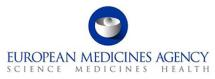 EUROPEAN MEDICINES AGENCY
SCIENCE MEDICINES HEALTH